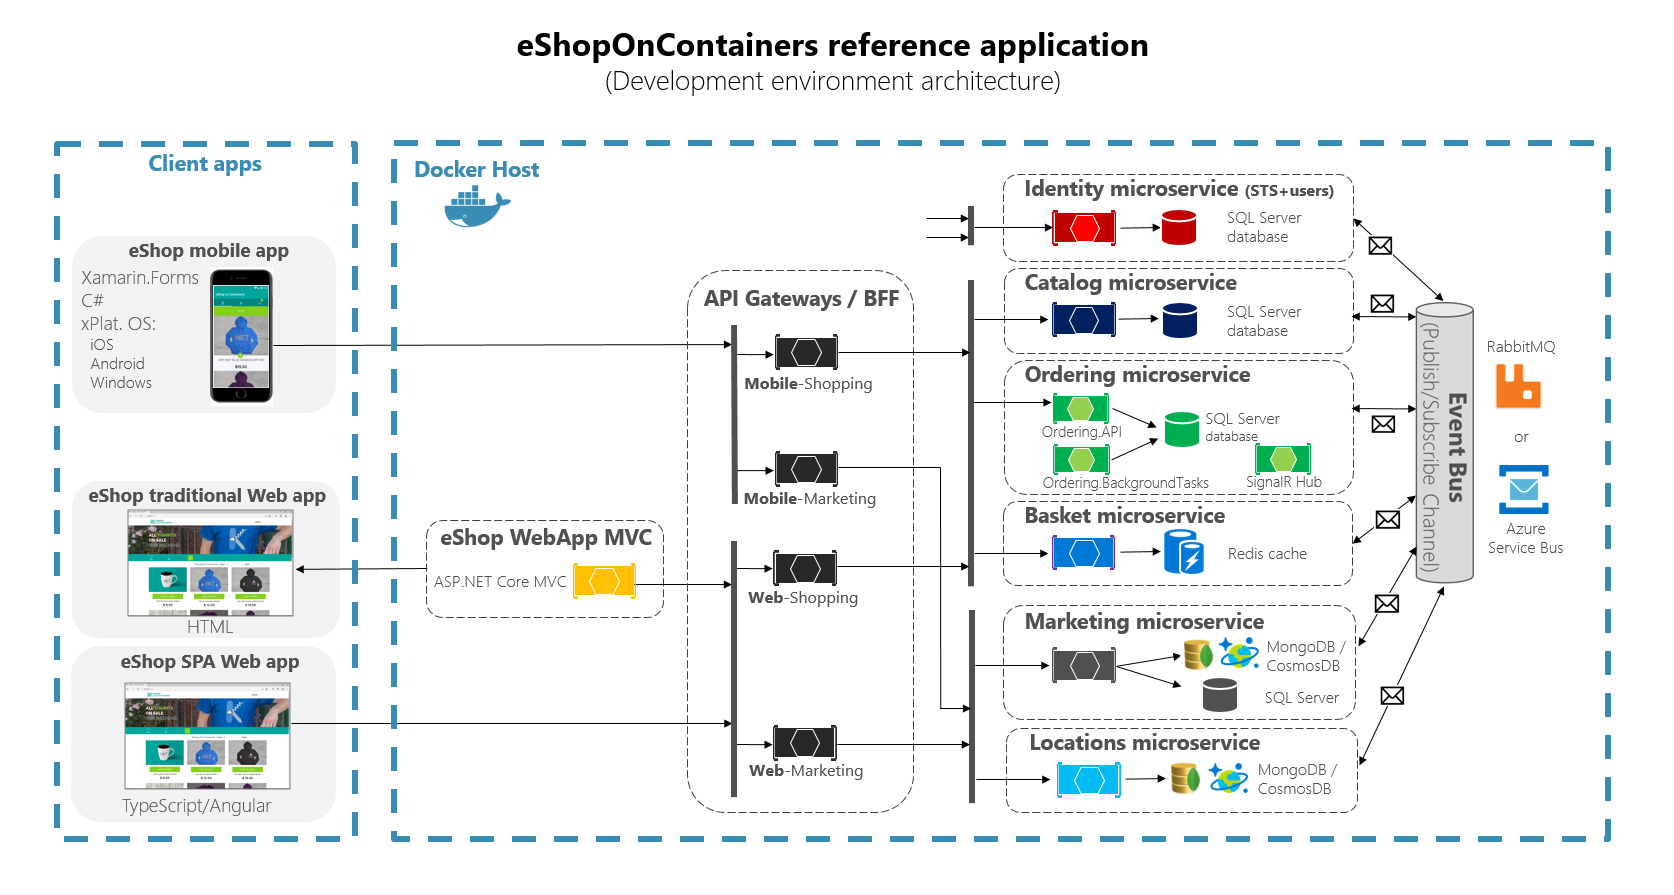 eShopOnContainers reference application
(Development environment architecture)
Client apps
eShop mobile app
Xamarin.Forms
C#
xPlat. OS:
iOS
Android
Windows
eShop traditional Web app
HTML
eShop SPA Web app
TypeScript/Angular
Docker Host
eShop WebApp MVC
ASP.NET Core MVC
API Gateways / BFF
Mobile-Shopping
Mobile-Marketing
Web-Shopping
Web-Marketing
Identity microservice (STS+users)
SQL Server
database
Catalog microservice
SQL Server
database
Ordering microservice
Ordering.API
SQL Server
database
Ordering.BackgroundTasks
SignalR Hub
Basket microservice
Redis cache
Marketing microservice
MongoDB /
CosmosDB
SQL Server
Locations microservice
MongoDB /
CosmosDB
Event Bus
(Publish/Subscribe Channel)
RabbitMQ
or
Azure
Service Bus